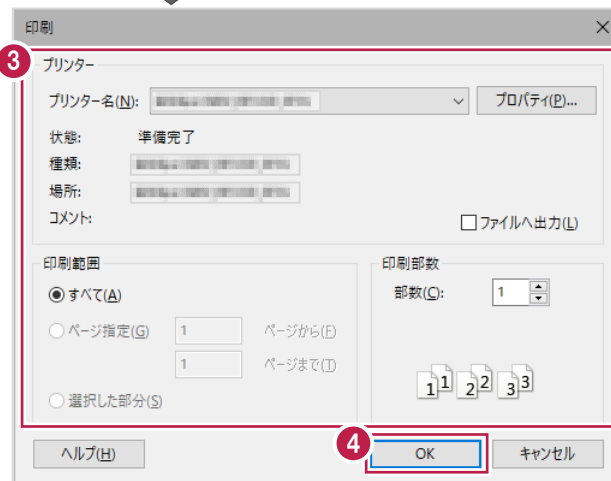 印刷
3
プリンター
プリンター名(N):
プロパティ(P)...
状態: 準備完了
種類:
場所:
コメント:
ファイルへ出力(L)
印刷範囲
すべて(A)
ページ指定(G) 1 ページから(F)
1 ページまで(T)
選択した部分(S)
印刷部数
部数(C): 1
1 1 2 2 3 3
ヘルプ(H)
4
OK
キャンセル